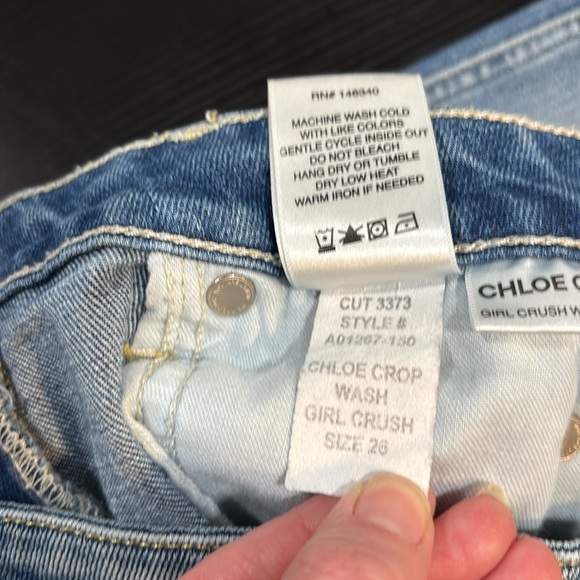 RN# 146340
MACHINE WASH COLD
WITH LIKE COLORS
GENTLE CYCLE INSIDE OUT
DO NOT BLEACH
HANG DRY OR TUMBLE
DRY LOW HEAT
WARM IRON IF NEEDED
CUT 3373
STYLE #
A01267-150
CHLOE CROP
WASH
GIRL CRUSH
SIZE 26
CHLOE C
GIRL CRUSH W